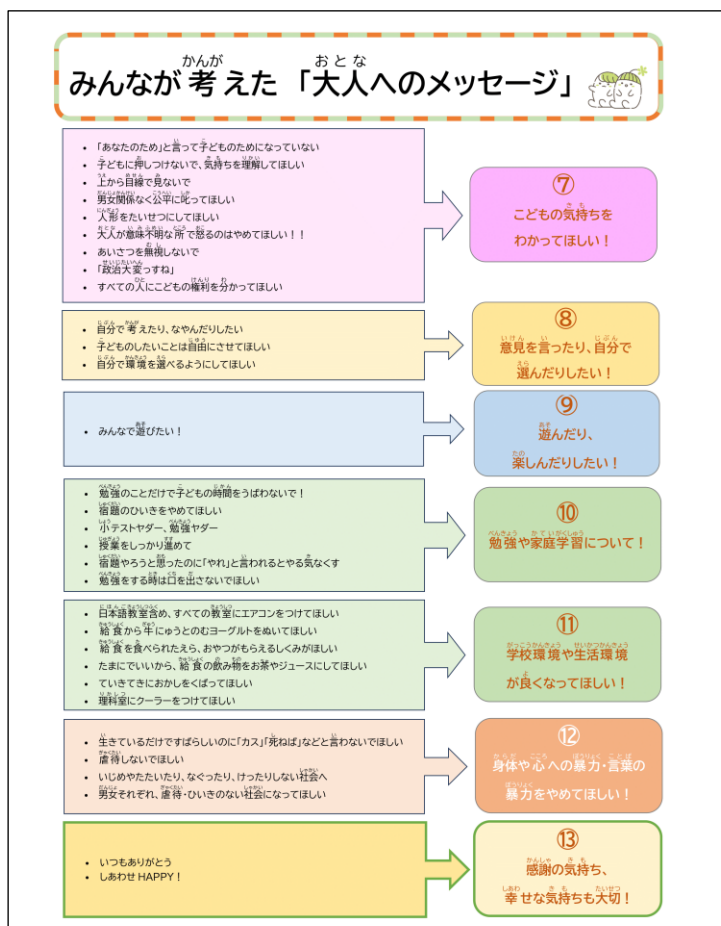 みんなが考えた「大人へのメッセージ」
・「あなたのため」と言って子どものためになっていない
・子どもに押しつけないで、気持ちを理解してほしい
・上から目線で見ないで
・男女関係なく公平に叱ってほしい
・人形をたいせつにしてほしい
・大人が意味不明な所で怒るのはやめてほしい！！
・あいさつを無視しないで
・「政治大変っすね」
・すべての人にこどもの権利を分かってほしい
⑦
こどもの気持ちを
わかってほしい！
・自分で考えたり、なやんだりしたい
・子どものしたいことは自由にさせてほしい
・自分で環境を選べるようにしてほしい
⑧
意見を言ったり、自分で
選んだりしたい！
・みんなで遊びたい！
⑨
遊んだり、
楽しんだりしたい！
・勉強のことだけで子どもの時間をうばわないで！
・宿題のひいきをやめてほしい
・小テストヤダー、勉強ヤダー
・授業をしっかり進めて
・宿題やろうと思ったのに「やれ」と言われるとやる気なくす
・勉強をする時は口を出さないでほしい
⑩
勉強や家庭学習について！
・日本語教室含め、すべての教室にエアコンをつけてほしい
・給食から牛にゅうとのむヨーグルトをぬいてほしい
・給食を食べられたえら、おやつがもらえるしくみがほしい
・たまにでいいから、給食の飲み物をお茶やジュースにしてほしい
・ていきてきにおかしをくばってほしい
・理科室にクーラーをつけてほしい
⑪
学校環境や生活環境
が良くなってほしい！
・生きているだけですばらしいのに「カス」「死ねば」などと言わないでほしい
・虐待しないでほしい
・いじめやたたいたり、なぐったり、けったりしない社会へ
・男女それぞれ、虐待・ひいきのない社会になってほしい
⑫
身体や心への暴力・言葉の
暴力をやめてほしい！
・いつもありがとう
・しあわせ HAPPY！
⑬
感謝の気持ち、
幸せな気持ちも大切！